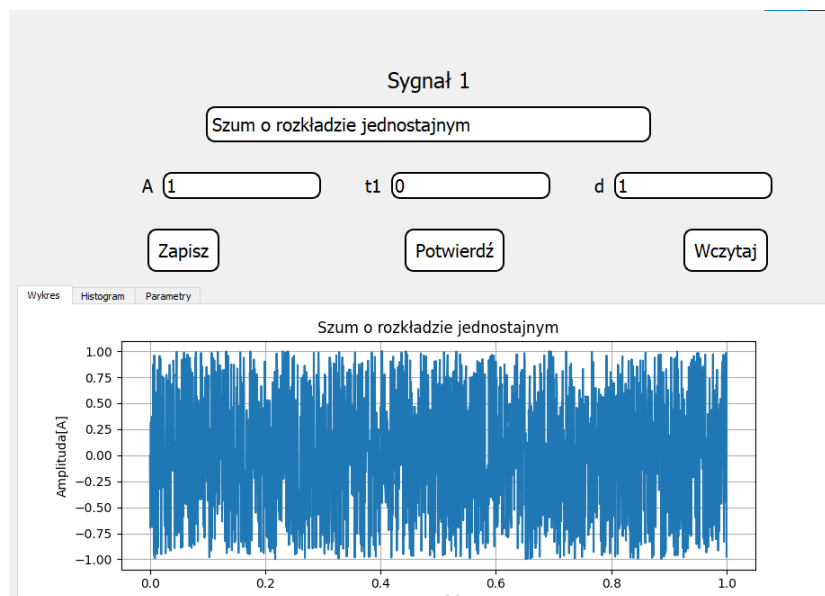 Sygnał 1
Szum o rozkładzie jednostajnym
A 1 t1 0 d 1
Zapisz Potwierdź Wczytaj
Wykres Histogram Parametry
Szum o rozkładzie jednostajnym
1.00
0.75
0.50
0.25
0.00
−0.25
−0.50
−0.75
−1.00
Amplituda[A]
0.0 0.2 0.4 0.6 0.8 1.0